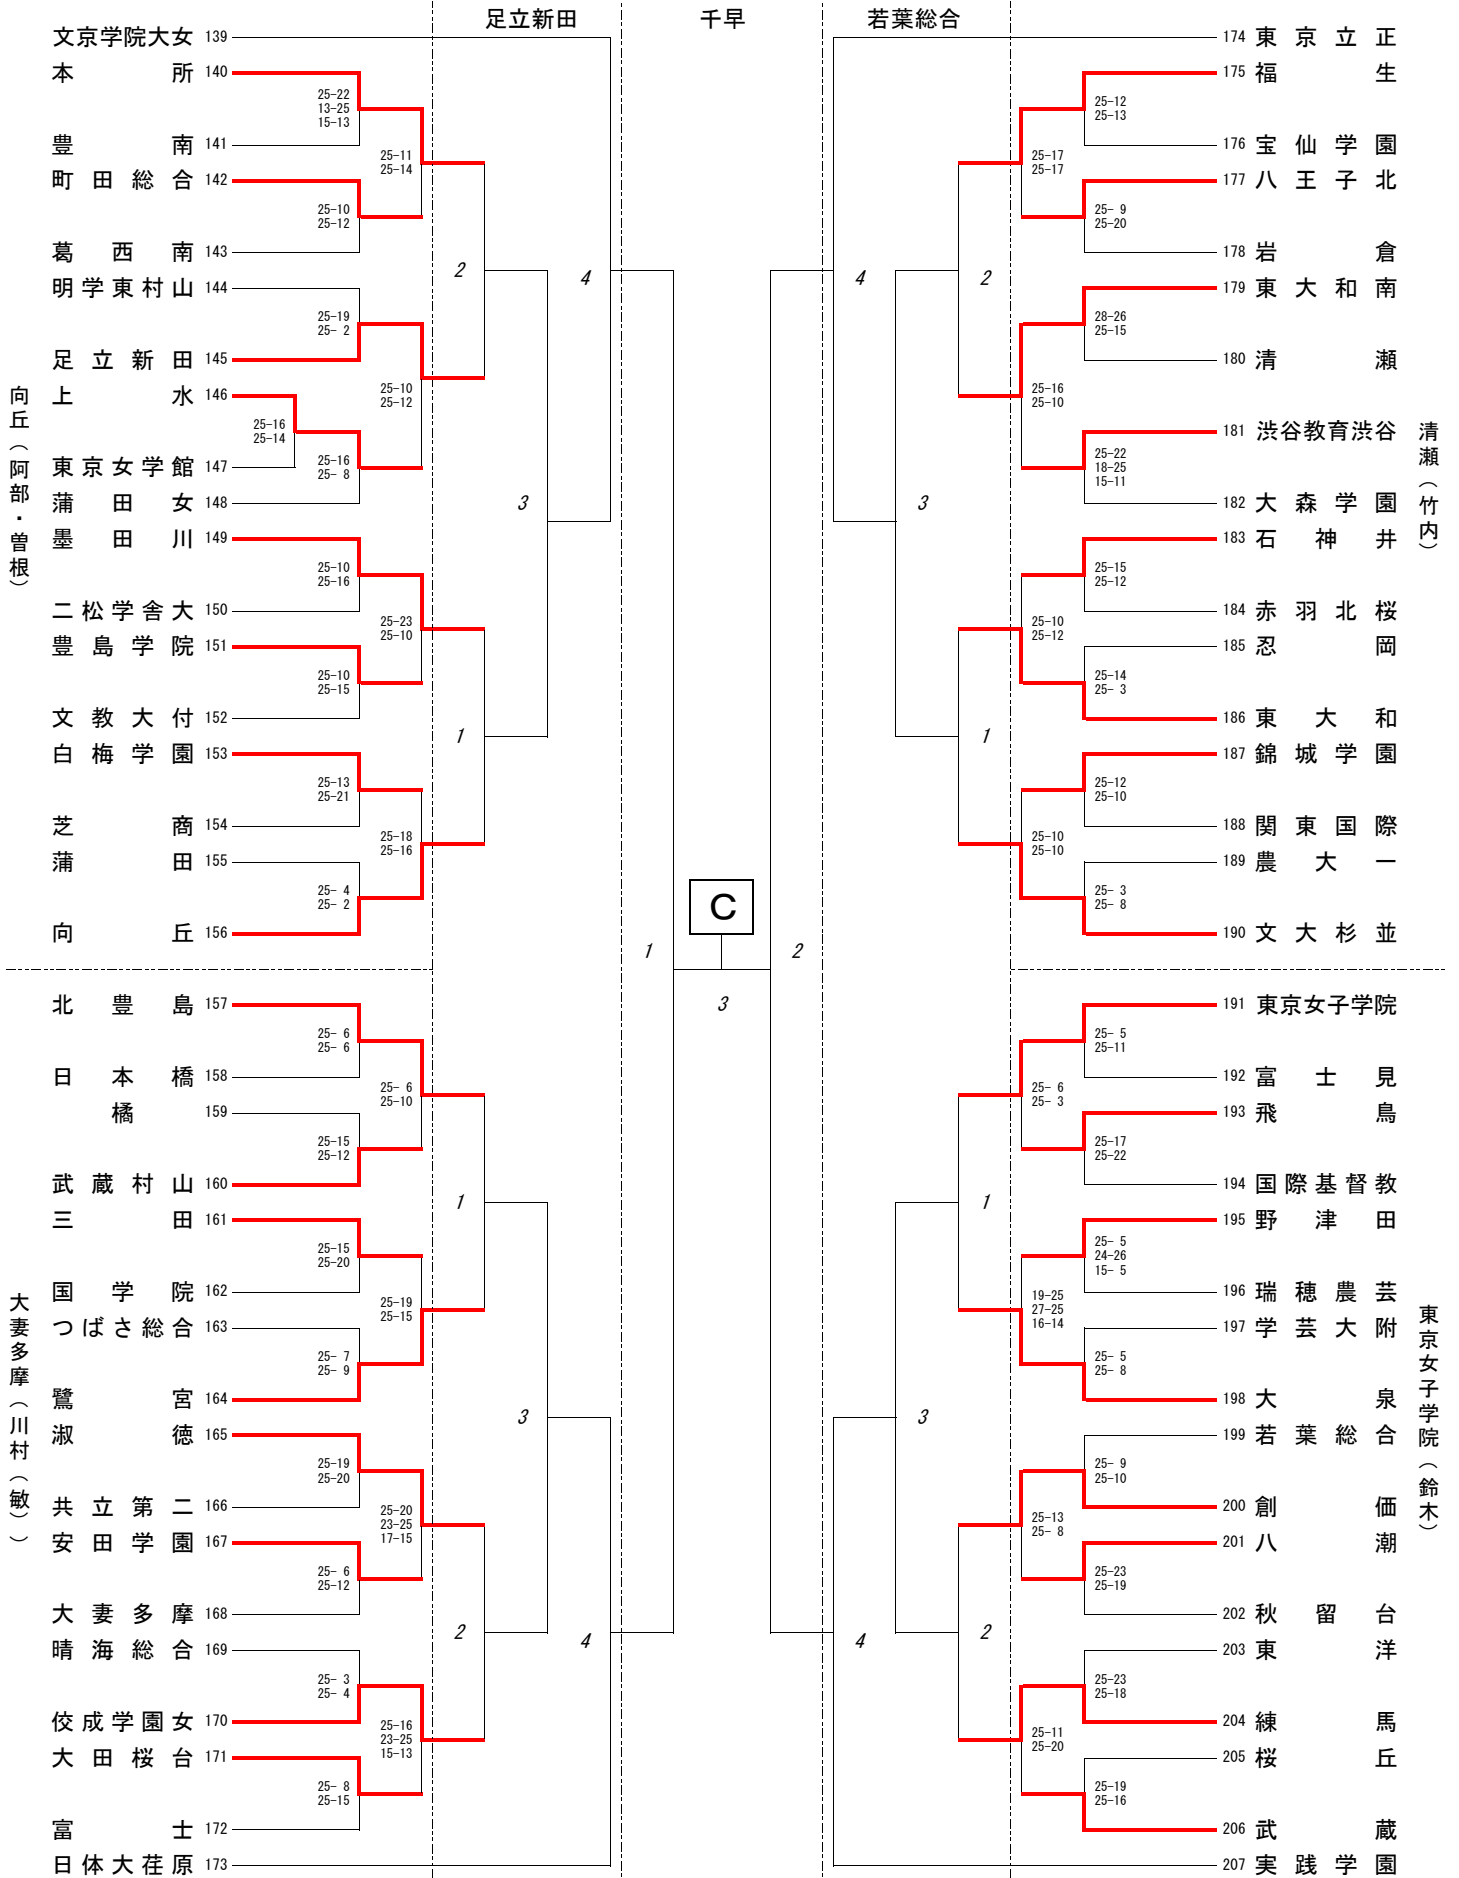 足立新田 千早 若葉総合
文京学院大女 139
本所 140
25-22
13-25
15-13
豊南 141
25-11
25-14
町田総合 142
25-10
25-12
葛西南 143
2
4
明学東村山 144
25-19
25- 2
足立新田 145
25-10
25-12
上水 146
25-16
25-14
東京女学館 147
25-16
25- 8
蒲田女 148
3
墨田川 149
25-10
25-16
二松学舎大 150
25-23
25-10
豊島学院 151
25-10
25-15
文教大付 152
1
白梅学園 153
25-13
25-21
芝商 154
25-18
25-16
蒲田 155
25- 4
25- 2
向丘 156
向丘（阿部・曽根）
北豊島 157
25- 6
25- 6
日本橋 158
25- 6
25-10
橘 159
25-15
25-12
武蔵村山 160
1
三田 161
25-15
25-20
国学院 162
25-19
25-15
つばさ総合 163
25- 7
25- 9
鷺宮 164
3
淑徳 165
25-19
25-20
共立第二 166
25-20
23-25
17-15
安田学園 167
25- 6
25-12
大妻多摩 168
2
4
晴海総合 169
25- 3
25- 4
佼成学園女 170
25-16
23-25
15-13
大田桜台 171
25- 8
25-15
富士 172
日体大荏原 173
大妻多摩（川村（敏））
C
1
2
3
174 東京立正
175 福生
25-12
25-13
176 宝仙学園
25-17
25-17
177 八王子北
25- 9
25-20
178 岩倉
4
2
179 東大和南
28-26
25-15
180 清瀬
25-16
25-10
181 渋谷教育渋谷
25-22
18-25
15-11
182 大森学園
3
183 石神井
25-15
25-12
184 赤羽北桜
25-10
25-12
185 忍岡
25-14
25- 3
186 東大和
1
187 錦城学園
25-12
25-10
188 関東国際
25-10
25-10
189 農大一
25- 3
25- 8
190 文大杉並
清瀬（竹内）
191 東京女子学院
25- 5
25-11
192 富士見
25- 6
25- 3
193 飛鳥
25-17
25-22
194 国際基督教
1
195 野津田
25- 5
24-26
15- 5
196 瑞穂農芸
19-25
27-25
16-14
197 学芸大附
25- 5
25- 8
198 大泉
3
199 若葉総合
25- 9
25-10
200 創価
25-13
25- 8
201 八潮
25-23
25-19
202 秋留台
4
2
203 東洋
25-23
25-18
204 練馬
25-11
25-20
205 桜丘
25-19
25-16
206 武蔵
207 実践学園
東京女子学院（鈴木）